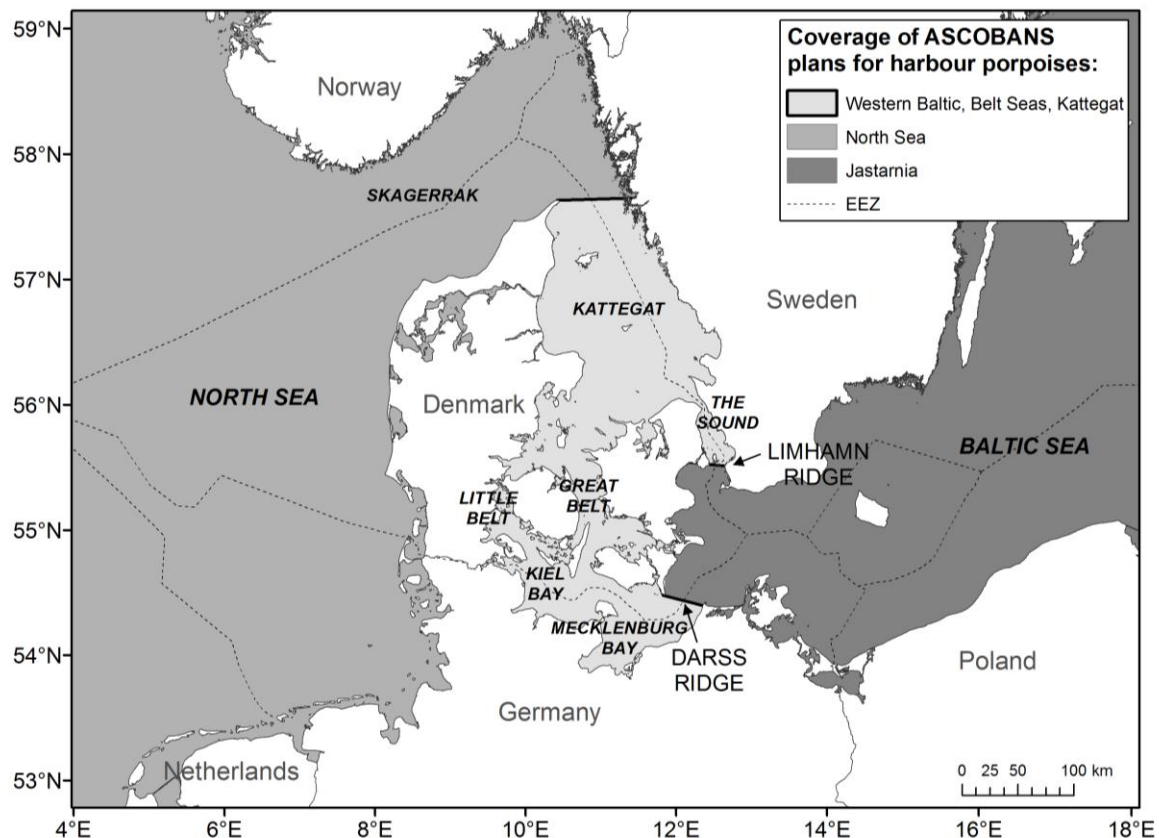 59°N
58°N
57°N
56°N
55°N
54°N
53°N
Coverage of ASCOBANS
plans for harbour porpoises:
Western Baltic, Belt Seas, Kattegat
North Sea
Jastarnia
EEZ
Norway
SKAGERRAK
KATTEGAT
Sweden
NORTH SEA
Denmark
THE
SOUND
LIMHAMN
RIDGE
BALTIC SEA
LITTLE
BELT
GREAT
BELT
KIEL
BAY
MECKLENBURG
BAY
DARSS
RIDGE
Poland
Germany
Netherlands
0 25 50 100 km
4°E 6°E 8°E 10°E 12°E 14°E 16°E 18°E